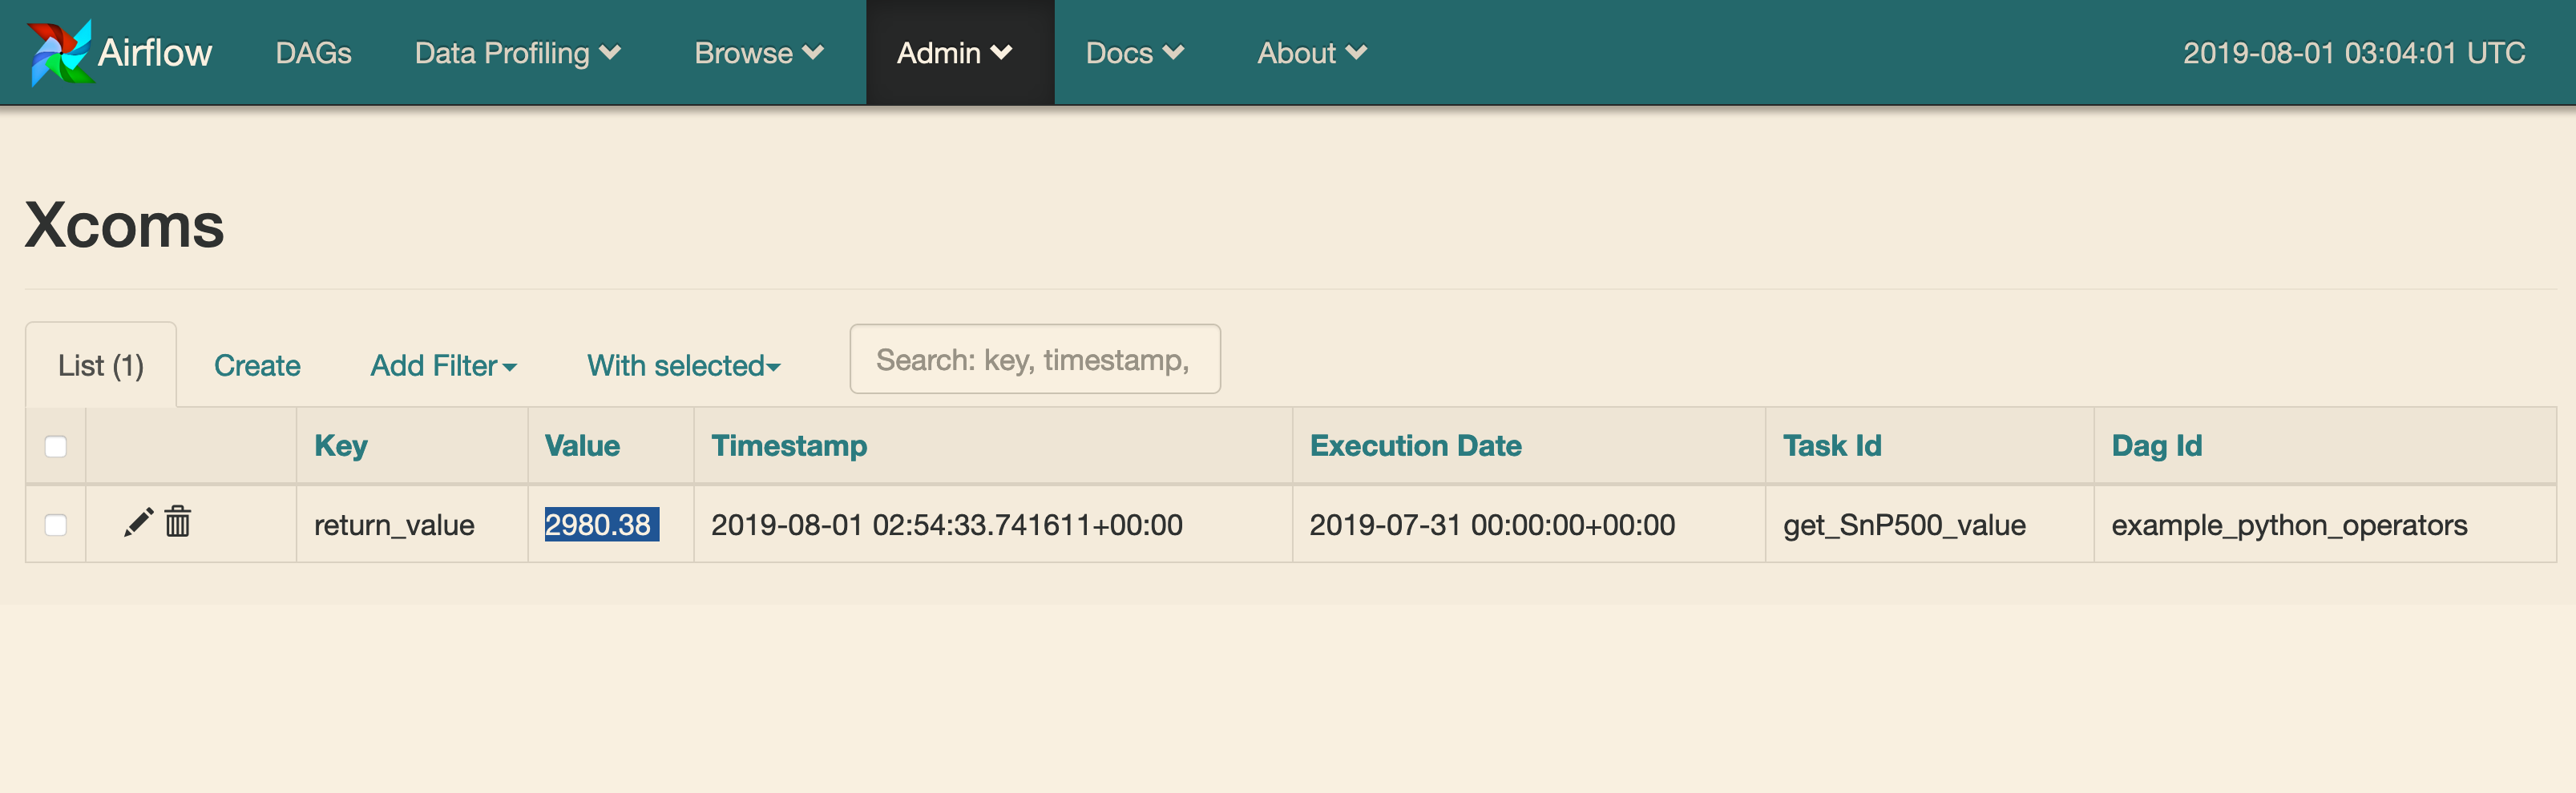 Airflow DAGs Data Profiling Browse Admin Docs About 2019-08-01 03:04:01 UTC
Xcoms
List (1) Create Add Filter With selected Search: key, timestamp,
Key Value Timestamp Execution Date Task Id Dag Id
return_value 2980.38 2019-08-01 02:54:33.741611+00:00 2019-07-31 00:00:00+00:00 get_SnP500_value example_python_operators